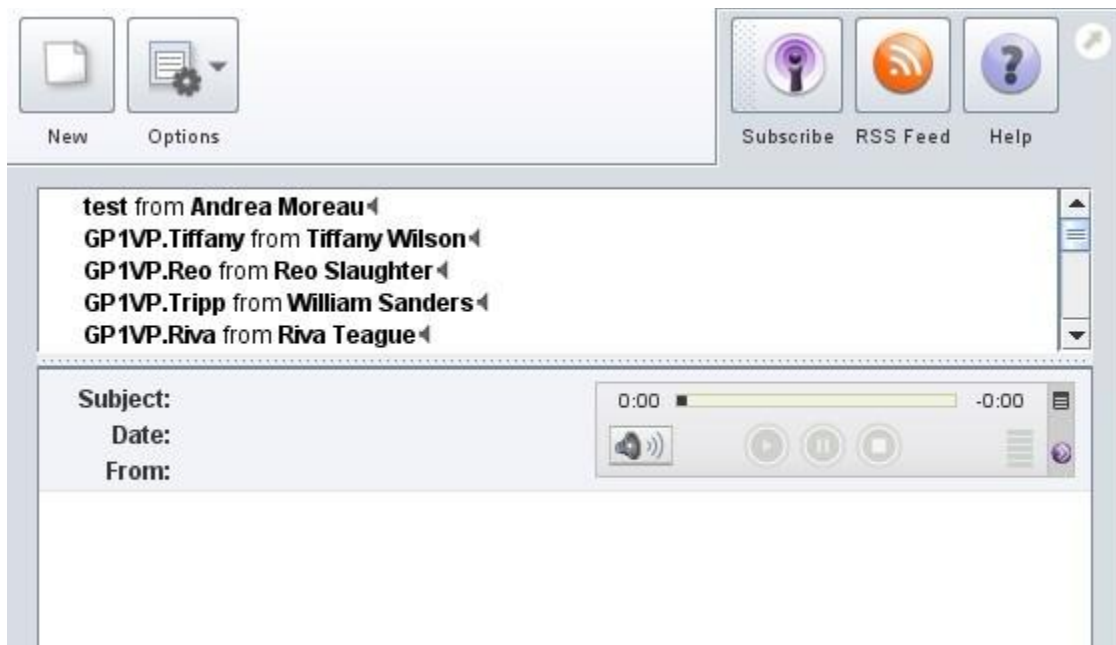 New Options Subscribe RSS Feed Help
test from Andrea Moreau
GP1VP.Tiffany from Tiffany Wilson
GP1VP.Reo from Reo Slaughter
GP1VP.Tripp from William Sanders
GP1VP.Riva from Riva Teague
Subject: 0:00 -0:00
Date:
From: